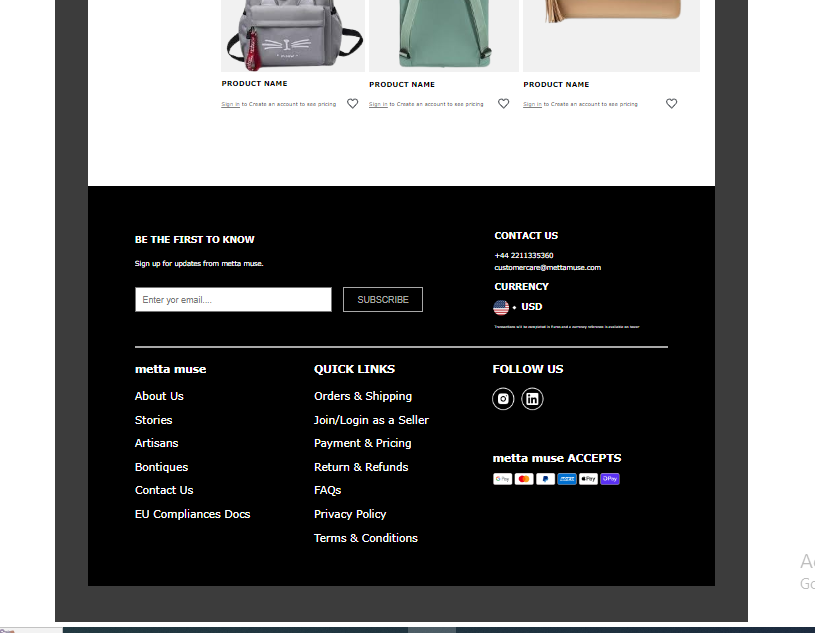 PRODUCT NAME
PRODUCT NAME
PRODUCT NAME
Sign in to Create an account to see pricing
Sign in to Create an account to see pricing
Sign in to Create an account to see pricing
BE THE FIRST TO KNOW
Sign up for updates from metta muse.
Enter yor email....
SUBSCRIBE
CONTACT US
+44 2211335360
customercare@mettamuse.com
CURRENCY
USD
metta muse
About Us
Stories
Artisans
Bontiques
Contact Us
EU Compliances Docs
QUICK LINKS
Orders & Shipping
Join/Login as a Seller
Payment & Pricing
Return & Refunds
FAQs
Privacy Policy
Terms & Conditions
FOLLOW US
metta muse ACCEPTS
G Pay
Pay
Pay